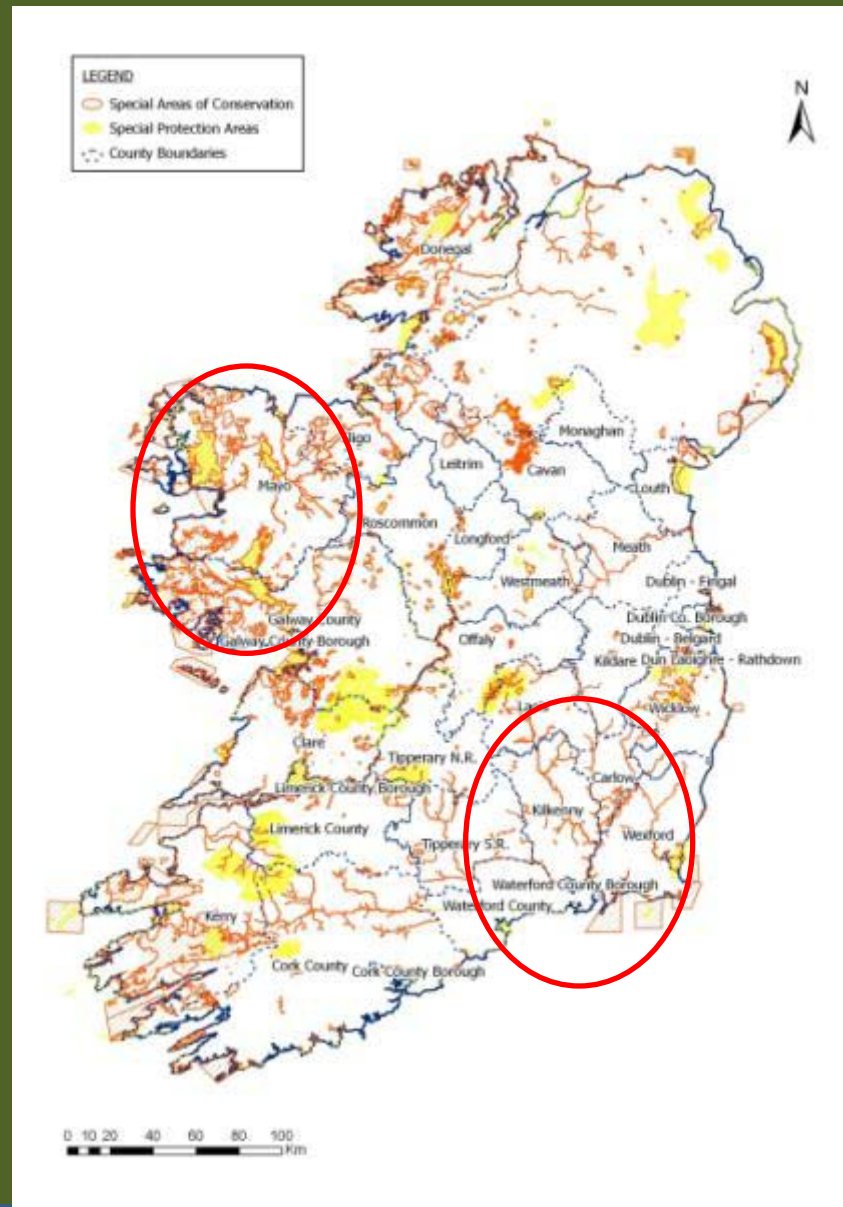 LEGEND
Special Areas of Conservation
Special Protection Areas
County Boundaries
N
Donegal
Monaghan
Leitrim
Cavan
Mayo
Louth
Roscommon
Longford
Meath
Westmeath
Dublin - Fingal
Galway County
Dublin Co. Borough
Galway County Borough
Offaly
Dublin - Belgard
Kildare
Dun Laoighre - Rathdown
Wicklow
Clare
Tipperary N.R.
Carlow
Limerick County Borough
Kilkenny
Limerick County
Wexford
Tipperary S.R.
Waterford County Borough
Waterford County
Kerry
Cork County
Cork County Borough
0 10 20 40 60 80 100
Km